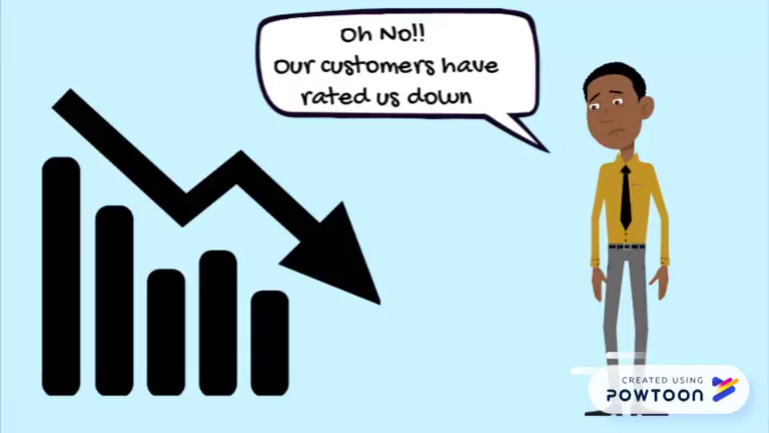 Oh No!!
Our customers have
rated us down
CREATED USING
POWTOON